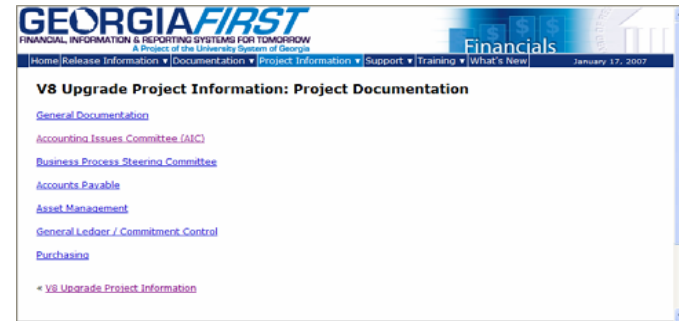 GEORGIAFIRST
FINANCIAL, INFORMATION & REPORTING SYSTEMS FOR TOMORROW
A Project of the University System of Georgia
Financials
Home Release Information ▼ Documentation ▼ Project Information ▼ Support ▼ Training ▼ What's New January 17, 2007
V8 Upgrade Project Information: Project Documentation
General Documentation
Accounting Issues Committee (AIC)
Business Process Steering Committee
Accounts Payable
Asset Management
General Ledger / Commitment Control
Purchasing
« V8 Upgrade Project Information